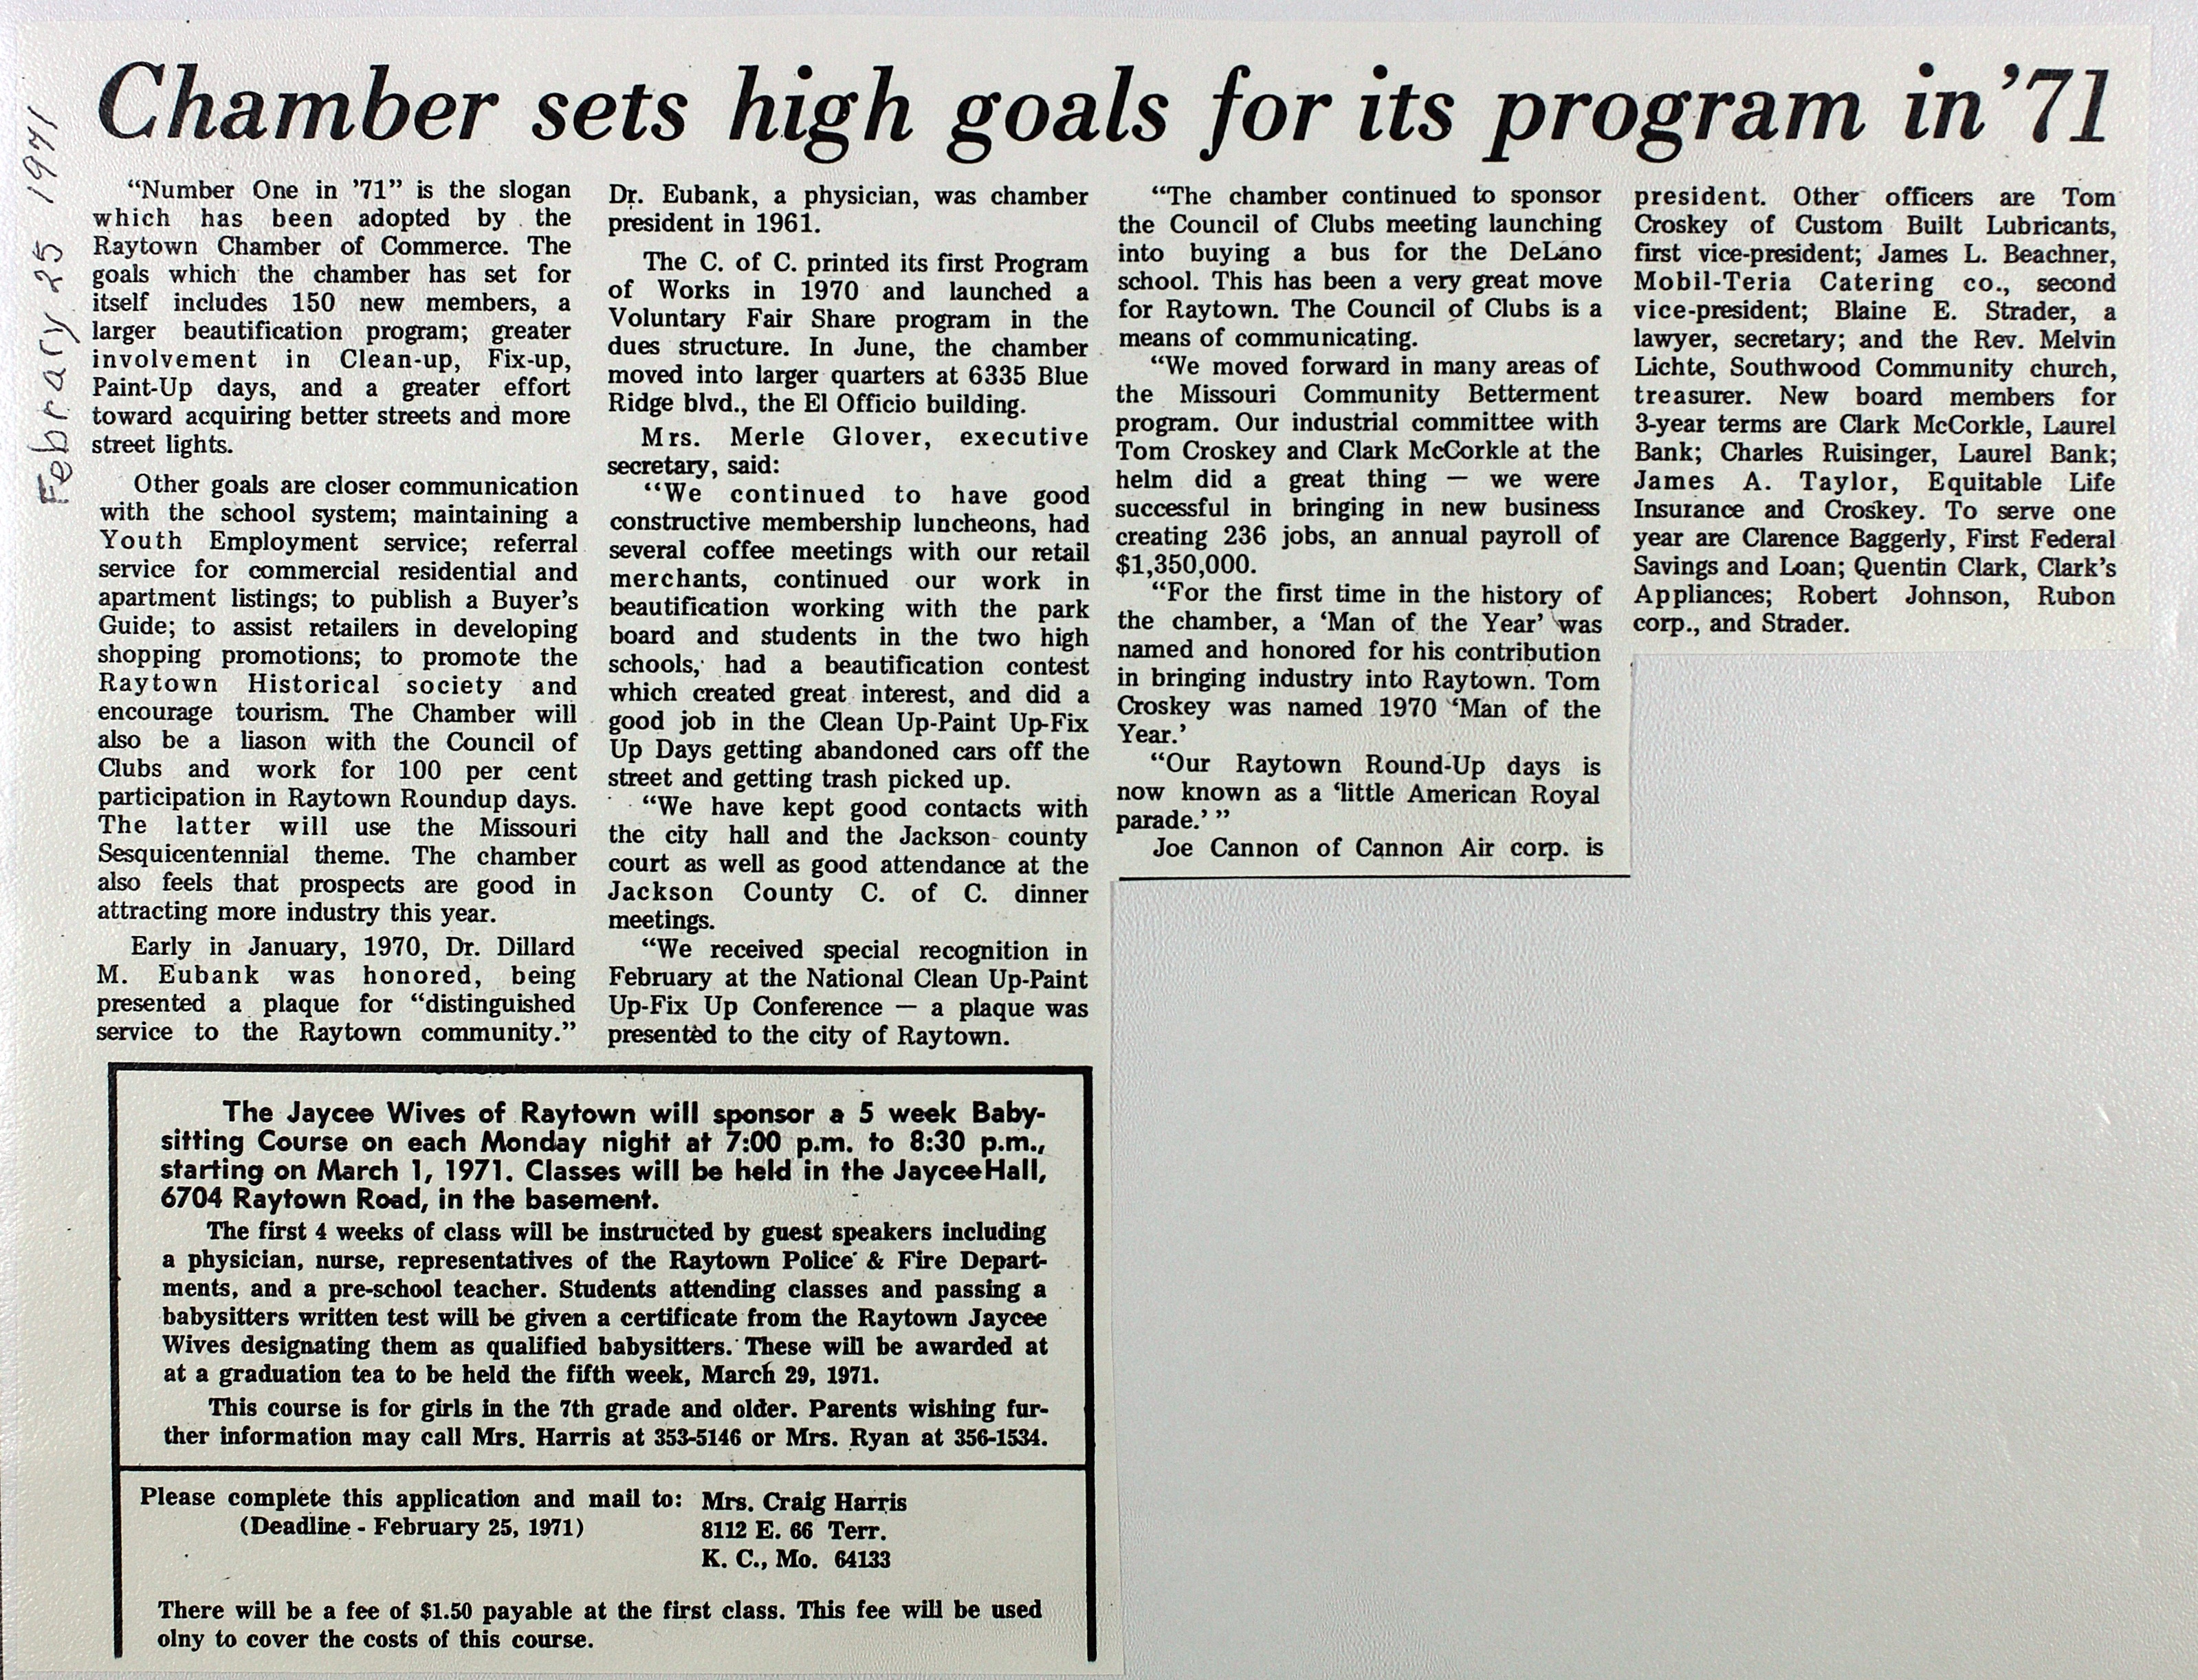 Febrary 25 1971
Chamber sets high goals for its program in '71
“Number One in ’71” is the slogan
which has been adopted by the
Raytown Chamber of Commerce. The
goals which the chamber has set for
itself includes 150 new members, a
larger beautification program; greater
involvement in Clean-up, Fix-up,
Paint-Up days, and a greater effort
toward acquiring better streets and more
street lights.
Other goals are closer communication
with the school system; maintaining a
Youth Employment service; referral
service for commercial residential and
apartment listings; to publish a Buyer’s
Guide; to assist retailers in developing
shopping promotions; to promote the
Raytown Historical society and
encourage tourism. The Chamber will
also be a liason with the Council of
Clubs and work for 100 per cent
participation in Raytown Roundup days.
The latter will use the Missouri
Sesquicentennial theme. The chamber
also feels that prospects are good in
attracting more industry this year.
Early in January, 1970, Dr. Dillard
M. Eubank was honored, being
presented a plaque for “distinguished
service to the Raytown community.”
Dr. Eubank, a physician, was chamber
president in 1961.
The C. of C. printed its first Program
of Works in 1970 and launched a
Voluntary Fair Share program in the
dues structure. In June, the chamber
moved into larger quarters at 6335 Blue
Ridge blvd., the El Officio building.
Mrs. Merle Glover, executive
secretary, said:
“We continued to have good
constructive membership luncheons, had
several coffee meetings with our retail
merchants, continued our work in
beautification working with the park
board and students in the two high
schools, had a beautification contest
which created great interest, and did a
good job in the Clean Up-Paint Up-Fix
Up Days getting abandoned cars off the
street and getting trash picked up.
“We have kept good contacts with
the city hall and the Jackson county
court as well as good attendance at the
Jackson County C. of C. dinner
meetings.
“We received special recognition in
February at the National Clean Up-Paint
Up-Fix Up Conference — a plaque was
presented to the city of Raytown.
“The chamber continued to sponsor
the Council of Clubs meeting launching
into buying a bus for the DeLano
school. This has been a very great move
for Raytown. The Council of Clubs is a
means of communicating.
“We moved forward in many areas of
the Missouri Community Betterment
program. Our industrial committee with
Tom Croskey and Clark McCorkle at the
helm did a great thing — we were
successful in bringing in new business
creating 236 jobs, an annual payroll of
$1,350,000.
“For the first time in the history of
the chamber, a ‘Man of the Year’ was
named and honored for his contribution
in bringing industry into Raytown. Tom
Croskey was named 1970 ‘Man of the
Year.’
“Our Raytown Round-Up days is
now known as a ‘little American Royal
parade.’ ”
Joe Cannon of Cannon Air corp. is
president. Other officers are Tom
Croskey of Custom Built Lubricants,
first vice-president; James L. Beachner,
Mobil-Teria Catering co., second
vice-president; Blaine E. Strader, a
lawyer, secretary; and the Rev. Melvin
Lichte, Southwood Community church,
treasurer. New board members for
3-year terms are Clark McCorkle, Laurel
Bank; Charles Ruisinger, Laurel Bank;
James A. Taylor, Equitable Life
Insurance and Croskey. To serve one
year are Clarence Baggerly, First Federal
Savings and Loan; Quentin Clark, Clark’s
Appliances; Robert Johnson, Rubon
corp., and Strader.
The Jaycee Wives of Raytown will sponsor a 5 week Baby-
sitting Course on each Monday night at 7:00 p.m. to 8:30 p.m.,
starting on March 1, 1971. Classes will be held in the Jaycee Hall,
6704 Raytown Road, in the basement.
The first 4 weeks of class will be instructed by guest speakers including
a physician, nurse, representatives of the Raytown Police & Fire Depart-
ments, and a pre-school teacher. Students attending classes and passing a
babysitters written test will be given a certificate from the Raytown Jaycee
Wives designating them as qualified babysitters. These will be awarded at
at a graduation tea to be held the fifth week, March 29, 1971.
This course is for girls in the 7th grade and older. Parents wishing fur-
ther information may call Mrs. Harris at 353-5146 or Mrs. Ryan at 356-1534.
Please complete this application and mail to: Mrs. Craig Harris
(Deadline - February 25, 1971) 8112 E. 66 Terr.
K. C., Mo. 64133
There will be a fee of $1.50 payable at the first class. This fee will be used
olny to cover the costs of this course.